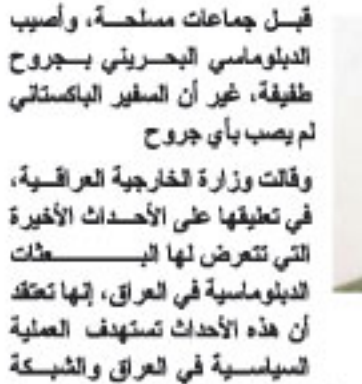 قبل جماعات مسلحة، وأصيب
الدبلوماسي البحريني بجروح
طفيفة، غير أن السفير الباكستاني
لم يصب بأي جروح
وقالت وزارة الخارجية العراقية،
في تعليقها على الأحداث الأخيرة
التي تتعرض لها البعثات
الدبلوماسية في العراق، إنها تعتقد
أن هذه الأحداث تستهدف العملية
السياسية في العراق والشبكة